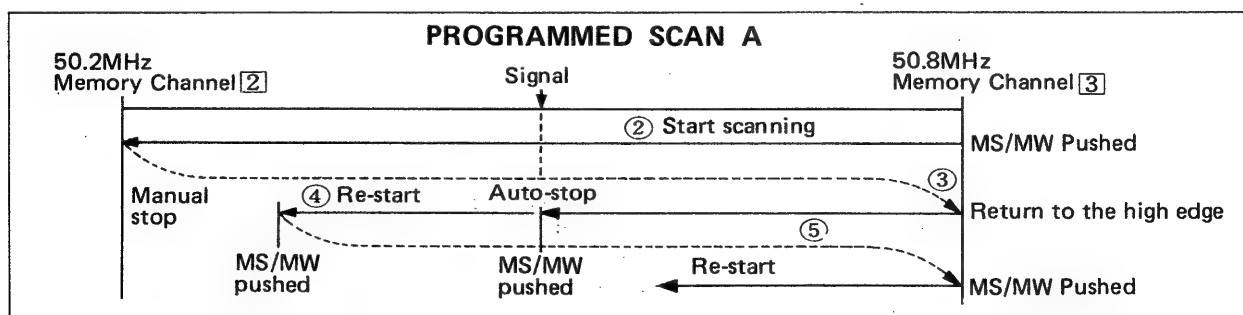 PROGRAMMED SCAN A
50.2MHz
Memory Channel 2
Signal
50.8MHz
Memory Channel 3
② Start scanning
MS/MW Pushed
Manual
stop
④ Re-start
Auto-stop
③
Return to the high edge
⑤
MS/MW
pushed
MS/MW
pushed
Re-start
MS/MW Pushed